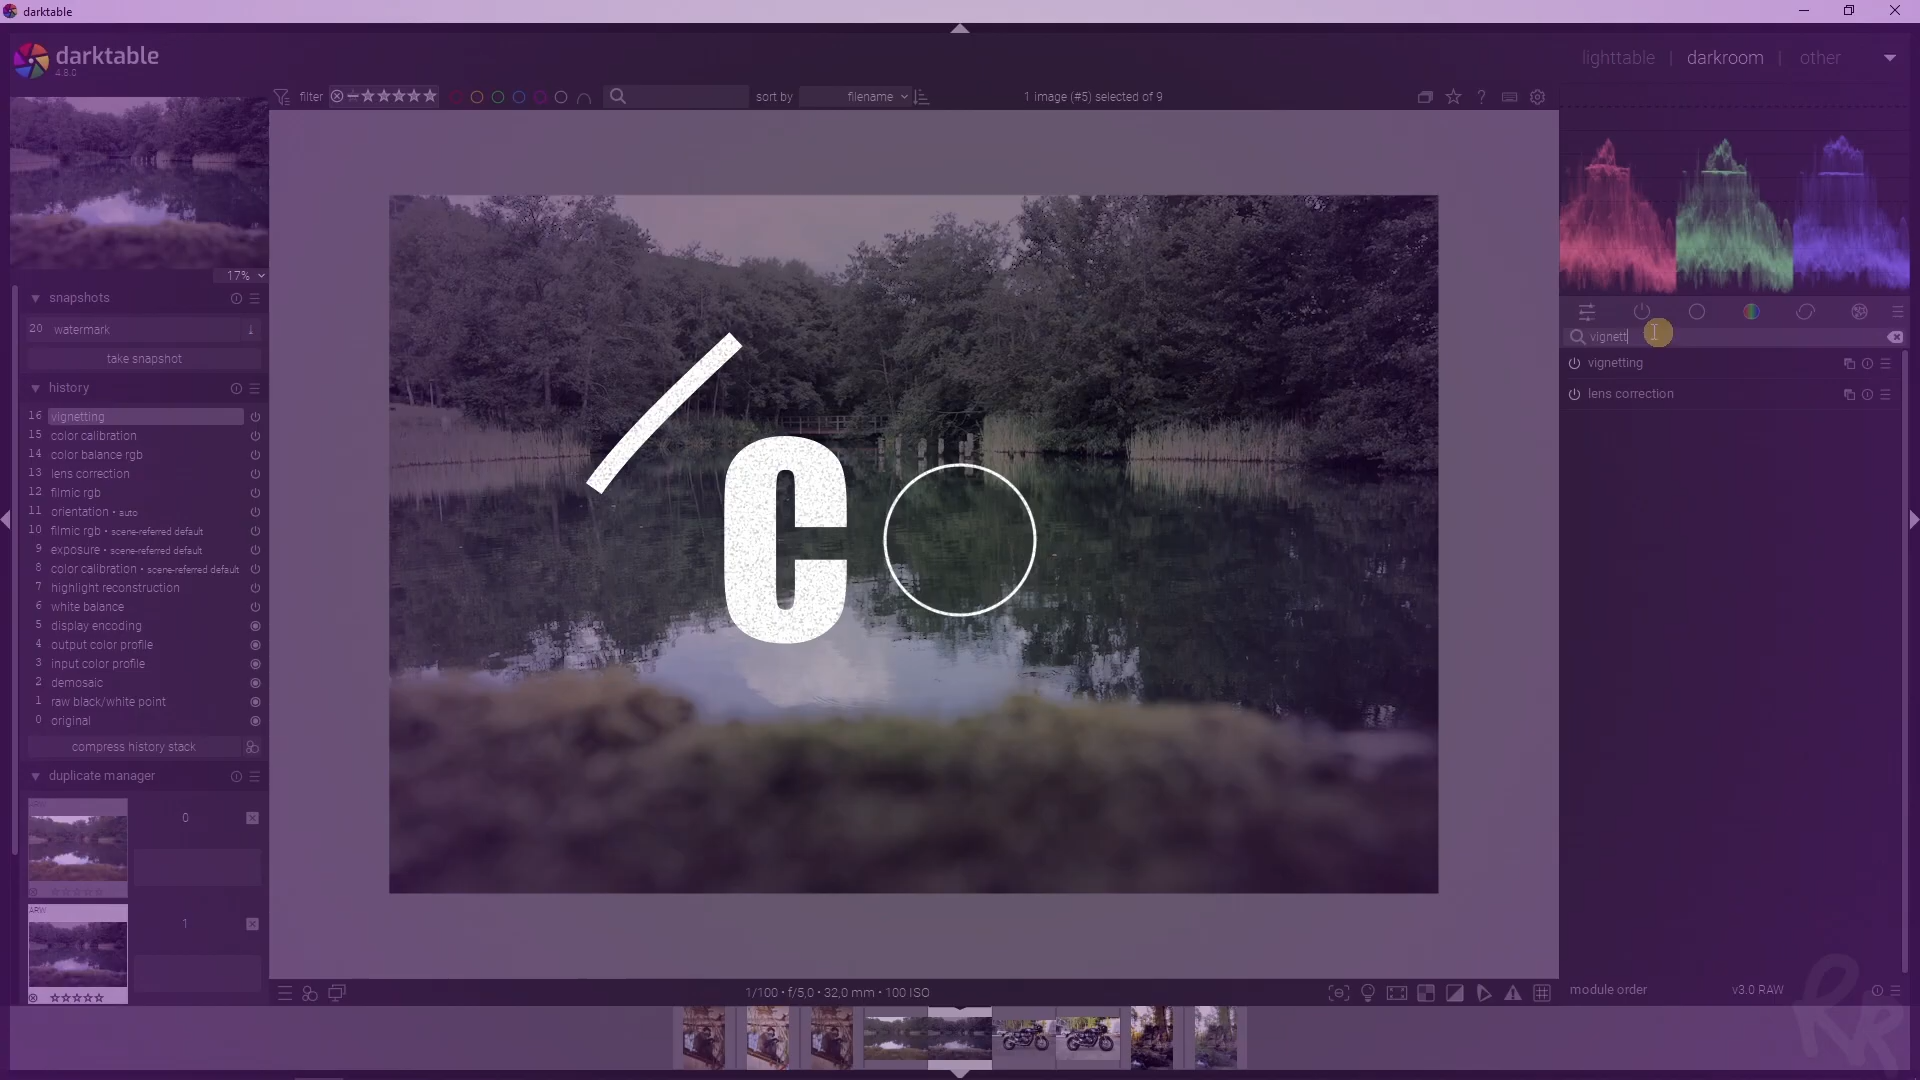 darktable
darktable
4.8.0
lighttable | darkroom | other
filter
sort by filename
1 image (#5) selected of 9
17%
snapshots
20 watermark
take snapshot
history
16 vignetting
15 color calibration
14 color balance rgb
13 lens correction
12 filmic rgb
11 orientation • auto
10 filmic rgb • scene-referred default
9 exposure • scene-referred default
8 color calibration • scene-referred default
7 highlight reconstruction
6 white balance
5 display encoding
4 output color profile
3 input color profile
2 demosaic
1 raw black/white point
0 original
compress history stack
duplicate manager
ARW
0
ARW
1
C
vignett
vignetting
lens correction
1/100 • f/5,0 • 32,0 mm • 100 ISO
module order v3.0 RAW
RR